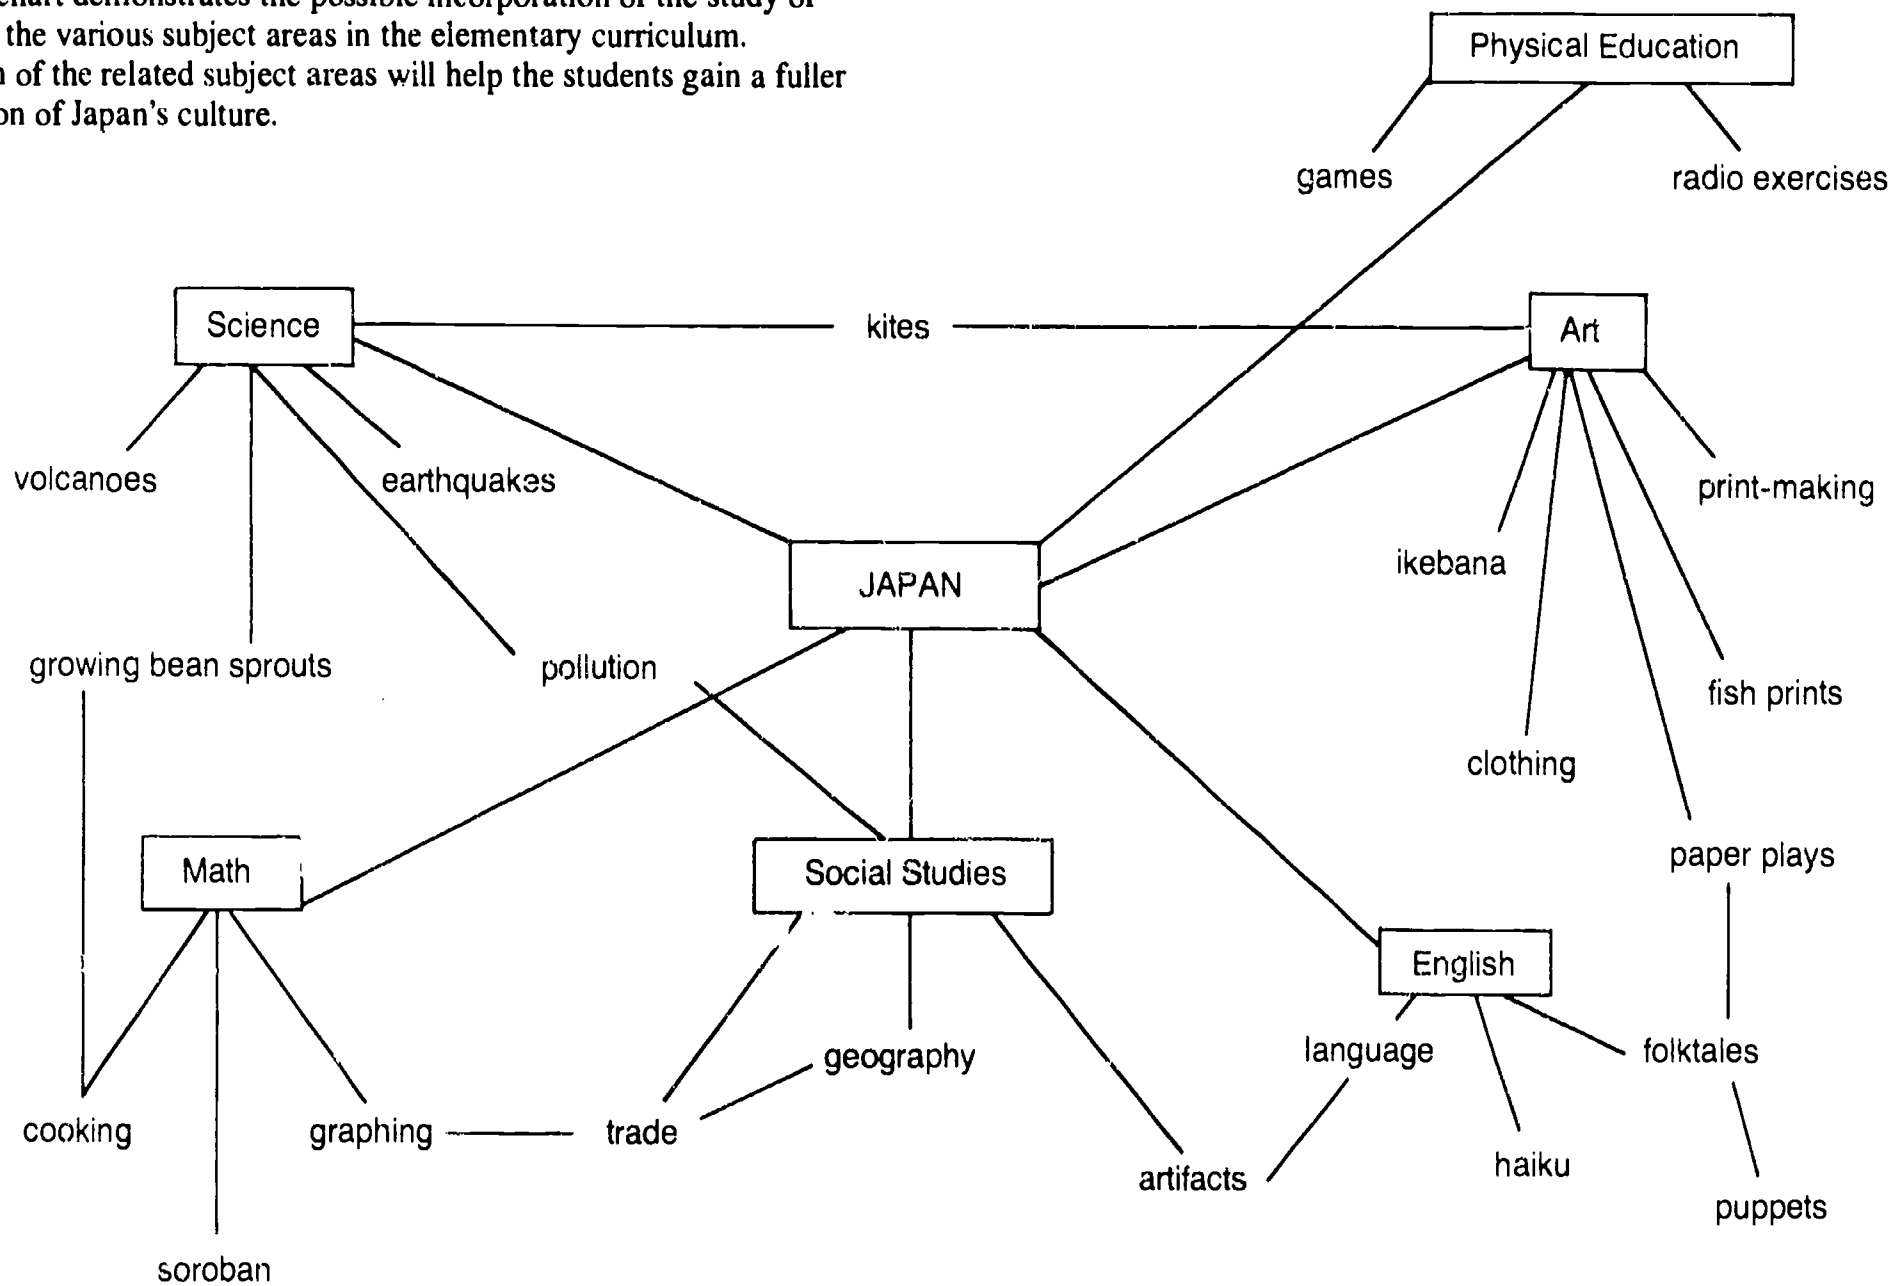 chart demonstrates the possible incorporation of the study of
the various subject areas in the elementary curriculum.
of the related subject areas will help the students gain a fuller
of Japan's culture.
Physical Education
games
radio exercises
Science
kites
Art
volcanoes
earthquakes
print-making
ikebana
JAPAN
growing bean sprouts
pollution
fish prints
clothing
Math
Social Studies
paper plays
English
geography
language
folktales
cooking
graphing
trade
artifacts
haiku
puppets
soroban